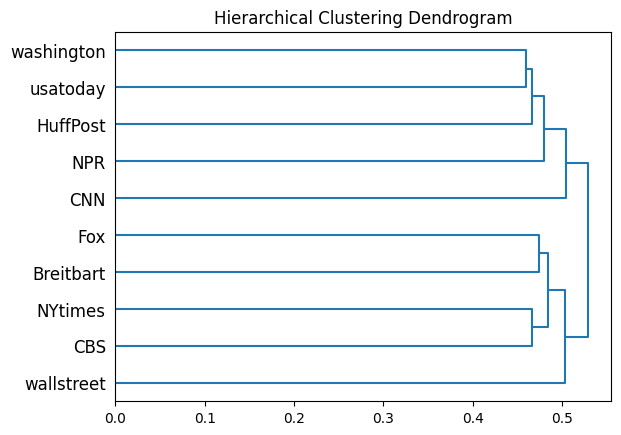 Hierarchical Clustering Dendrogram
washington
usatoday
HuffPost
NPR
CNN
Fox
Breitbart
NYtimes
CBS
wallstreet
0.0 0.1 0.2 0.3 0.4 0.5